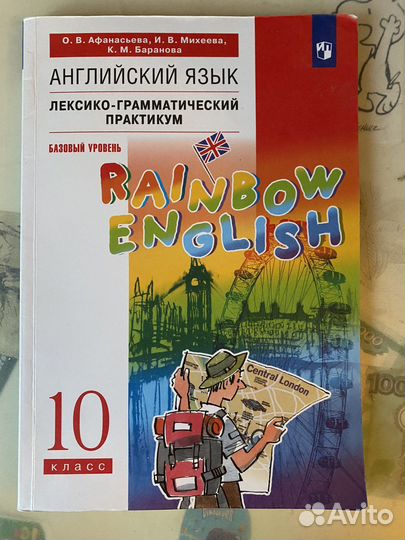 О. В. Афанасьева, И. В. Михеева,
К. М. Баранова
АНГЛИЙСКИЙ ЯЗЫК
ЛЕКСИКО-ГРАММАТИЧЕСКИЙ
ПРАКТИКУМ
БАЗОВЫЙ УРОВЕНЬ
RAINBOW
ENGLISH
Central London
10
КЛАСС
Avito